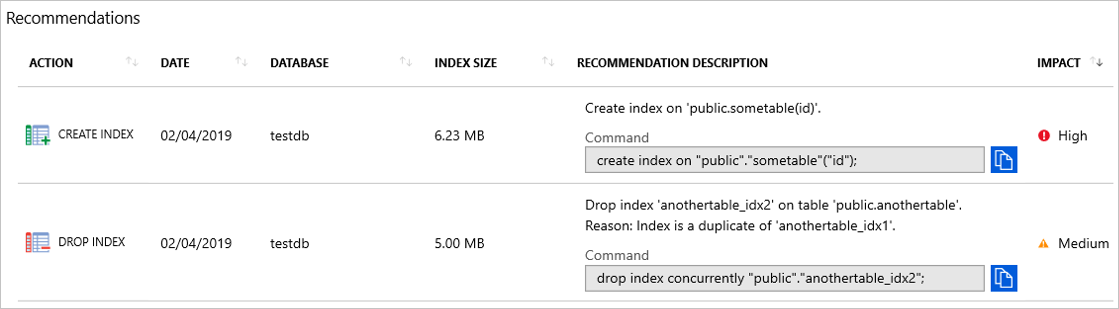 Recommendations
ACTION DATE DATABASE INDEX SIZE RECOMMENDATION DESCRIPTION IMPACT
Create index on 'public.sometable(id)'.
CREATE INDEX 02/04/2019 testdb 6.23 MB Command High
create index on "public"."sometable"("id");
Drop index 'anothertable_idx2' on table 'public.anothertable'.
Reason: Index is a duplicate of 'anothertable_idx1'.
DROP INDEX 02/04/2019 testdb 5.00 MB Command Medium
drop index concurrently "public"."anothertable_idx2";